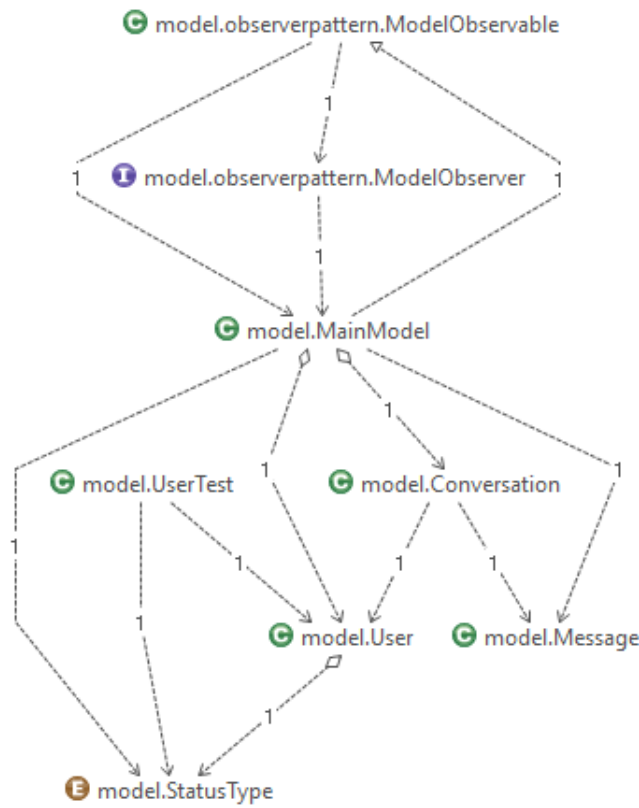 C model.observerpattern.ModelObservable
1
1 I model.observerpattern.ModelObserver 1
1
C model.MainModel
1
1 C model.UserTest C model.Conversation 1
1
1 1 1
1
C model.User C model.Message
1
E model.StatusType